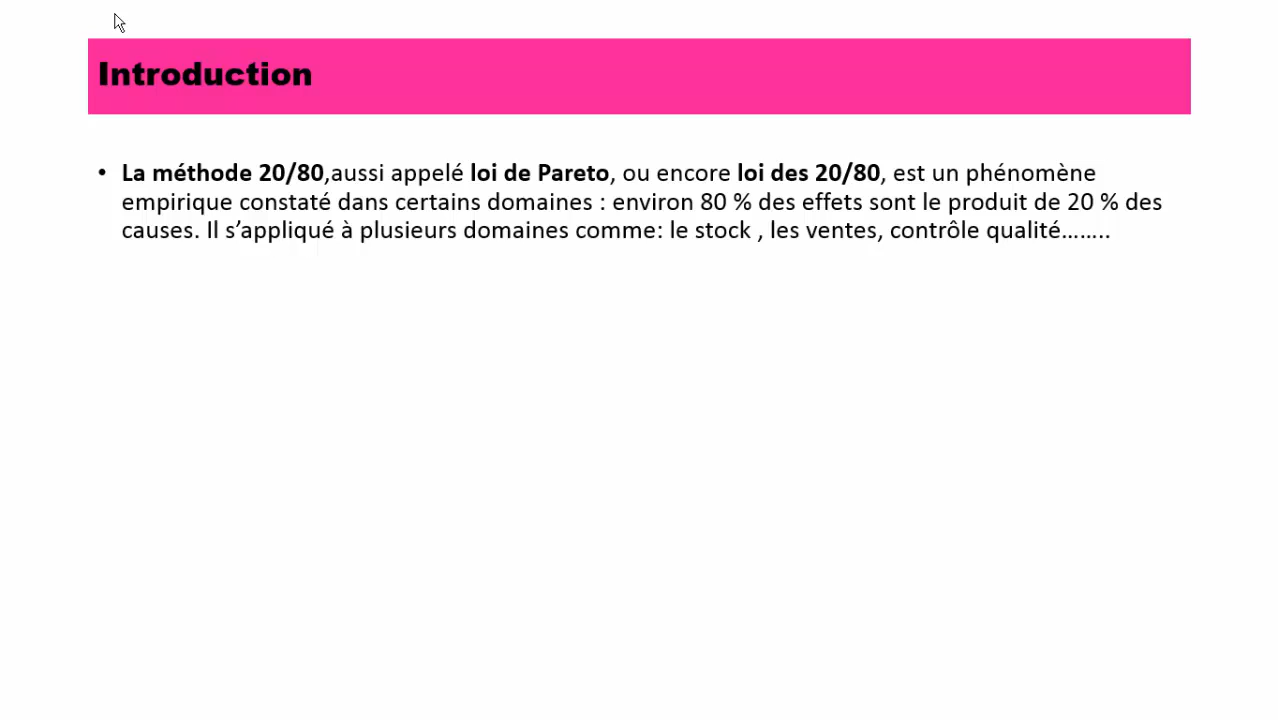 Introduction
• La méthode 20/80,aussi appelé loi de Pareto, ou encore loi des 20/80, est un phénomène
empirique constaté dans certains domaines : environ 80 % des effets sont le produit de 20 % des
causes. Il s’appliqué à plusieurs domaines comme: le stock , les ventes, contrôle qualité……..